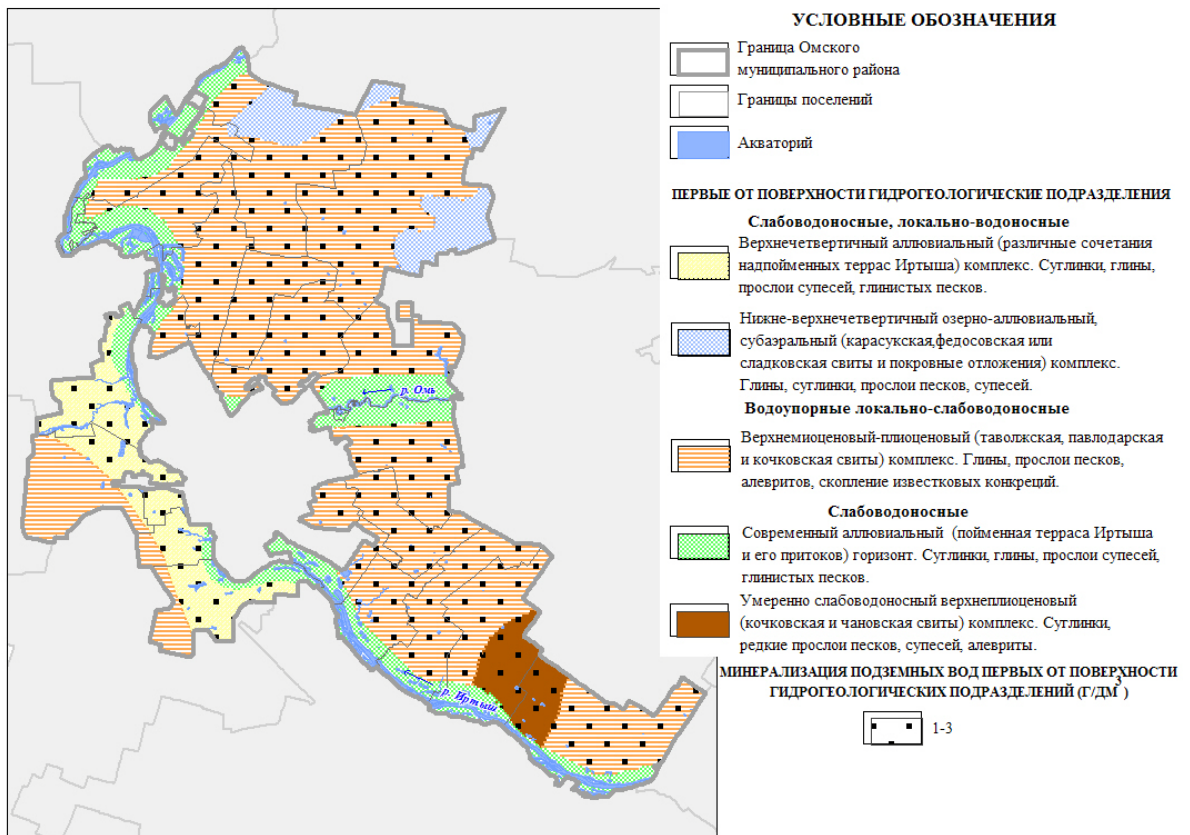 УСЛОВНЫЕ ОБОЗНАЧЕНИЯ
Граница Омского
муниципального района
Границы поселений
Акваторий
ПЕРВЫЕ ОТ ПОВЕРХНОСТИ ГИДРОГЕОЛОГИЧЕСКИЕ ПОДРАЗДЕЛЕНИЯ
Слабоводоносные, локально-водоносные
Верхнечетвертичный аллювиальный (различные сочетания
надпойменных террас Иртыша) комплекс. Суглинки, глины,
прослои супесей, глинистых песков.
Нижне-верхнечетвертичный озерно-аллювиальный,
субаэральный (карасукская,федосовская или
сладковская свиты и покровные отложения) комплекс.
Глины, суглинки, прослои песков, супесей.
Водоупорные локально-слабоводоносные
Верхнемиоценовый-плиоценовый (таволжская, павлодарская
и кочковская свиты) комплекс. Глины, прослои песков,
алевритов, скопление известковых конкреций.
Слабоводоносные
Современный аллювиальный (пойменная терраса Иртыша
и его притоков) горизонт. Суглинки, глины, прослои супесей,
глинистых песков.
Умеренно слабоводоносный верхнеплиоценовый
(кочковская и чановская свиты) комплекс. Суглинки,
редкие прослои песков, супесей, алевриты.
МИНЕРАЛИЗАЦИЯ ПОДЗЕМНЫХ ВОД ПЕРВЫХ ОТ ПОВЕРХНОСТИ
ГИДРОГЕОЛОГИЧЕСКИХ ПОДРАЗДЕЛЕНИЙ (Г/ДМ³)
1-3
р. Омь
р. Иртыш